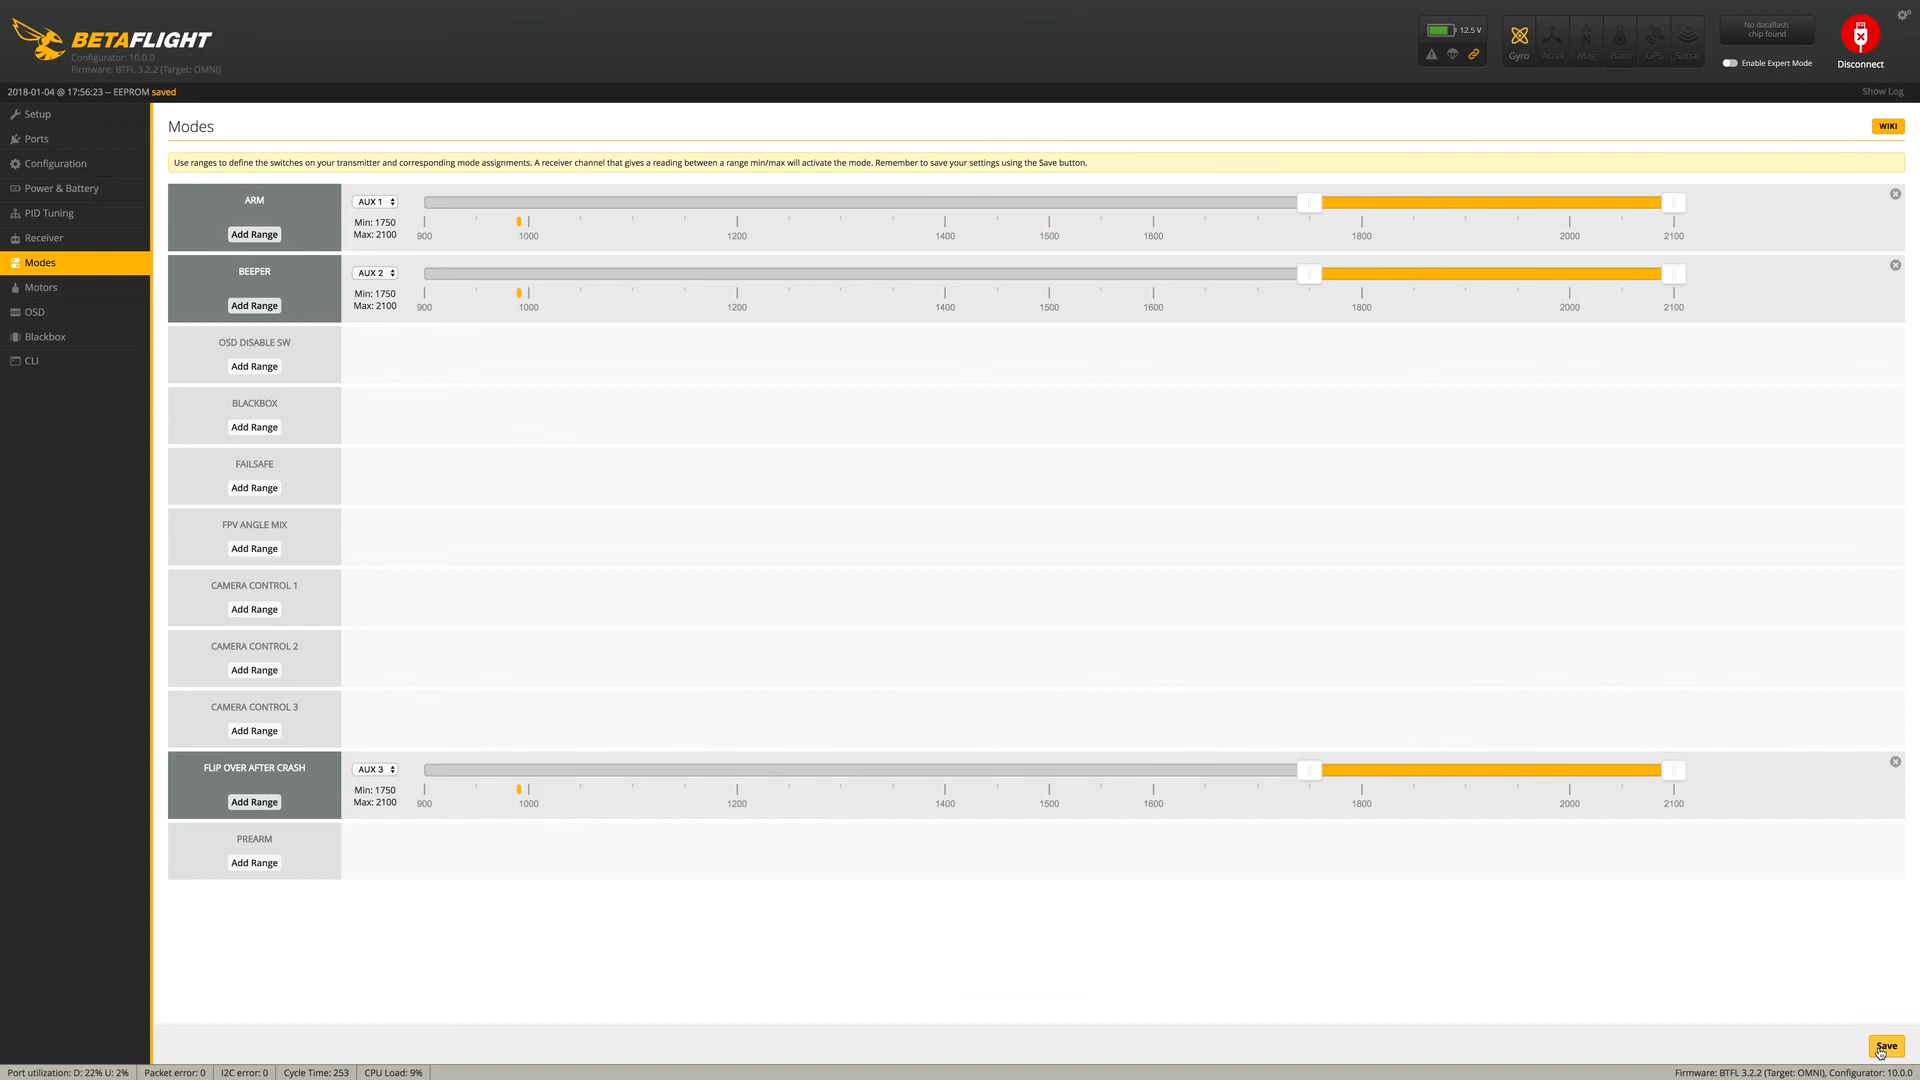 BETAFLIGHT
Configurator: 10.0.0
Firmware: BTFL 3.2.2 (Target: OMNI)
12.5 V
Gyro
Accel
Mag
Baro
GPS
Sonar
No dataflash
chip found
Enable Expert Mode
Disconnect
2018-01-04 @ 17:56:23 -- EEPROM saved
Show Log
Setup
Ports
Configuration
Power & Battery
PID Tuning
Receiver
Modes
Motors
OSD
Blackbox
CLI
Modes
WIKI
Use ranges to define the switches on your transmitter and corresponding mode assignments. A receiver channel that gives a reading between a range min/max will activate the mode. Remember to save your settings using the Save button.
ARM
Add Range
AUX 1
Min: 1750
Max: 2100
900 1000 1200 1400 1500 1600 1800 2000 2100
BEEPER
Add Range
AUX 2
Min: 1750
Max: 2100
900 1000 1200 1400 1500 1600 1800 2000 2100
OSD DISABLE SW
Add Range
BLACKBOX
Add Range
FAILSAFE
Add Range
FPV ANGLE MIX
Add Range
CAMERA CONTROL 1
Add Range
CAMERA CONTROL 2
Add Range
CAMERA CONTROL 3
Add Range
FLIP OVER AFTER CRASH
Add Range
AUX 3
Min: 1750
Max: 2100
900 1000 1200 1400 1500 1600 1800 2000 2100
PREARM
Add Range
Save
Port utilization: D: 22% U: 2% Packet error: 0 I2C error: 0 Cycle Time: 253 CPU Load: 9% Firmware: BTFL 3.2.2 (Target: OMNI), Configurator: 10.0.0